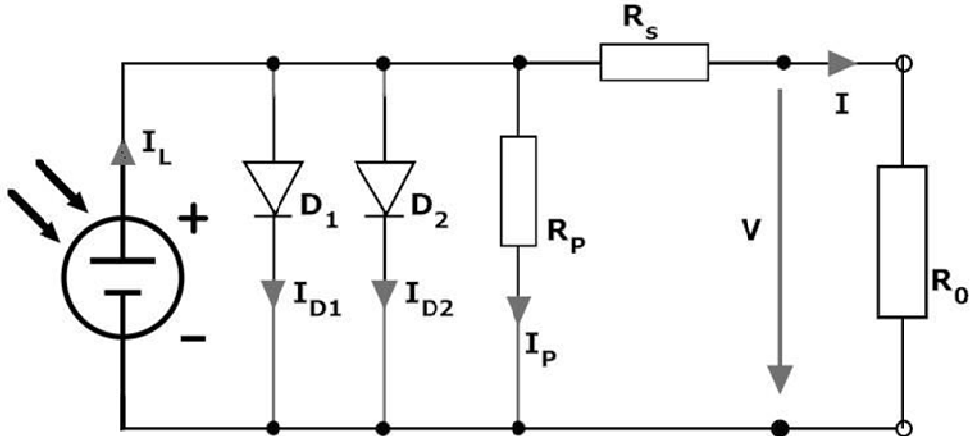 R_s
I
I_L
+
D_1
D_2
R_P
V
R_0
−
I_D1
I_D2
I_P